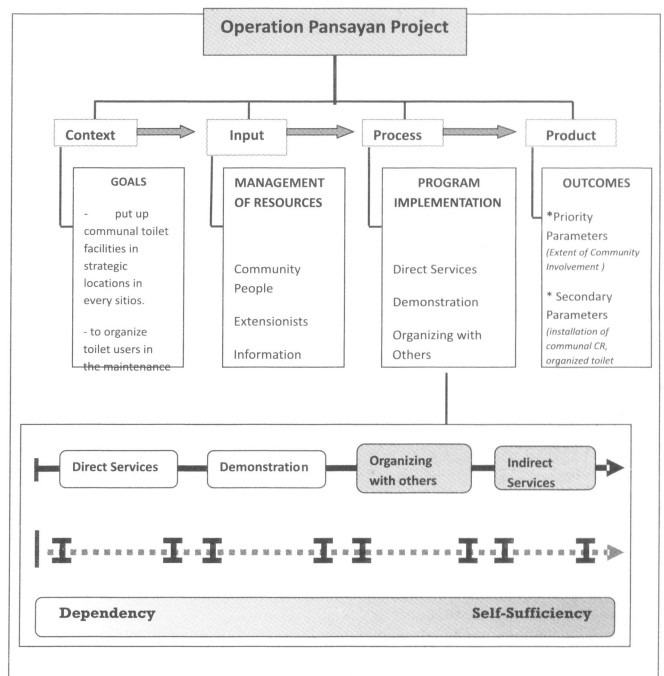 Operation Pansayan Project
Context
Input
Process
Product
GOALS
- put up
communal toilet
facilities in
strategic
locations in
every sitios.
- to organize
toilet users in
the maintenance
MANAGEMENT
OF RESOURCES
Community
People
Extensionists
Information
PROGRAM
IMPLEMENTATION
Direct Services
Demonstration
Organizing with
Others
OUTCOMES
*Priority
Parameters
(Extent of Community
Involvement )
* Secondary
Parameters
(installation of
communal CR,
organized toilet
Direct Services
Demonstration
Organizing
with others
Indirect
Services
Dependency
Self-Sufficiency